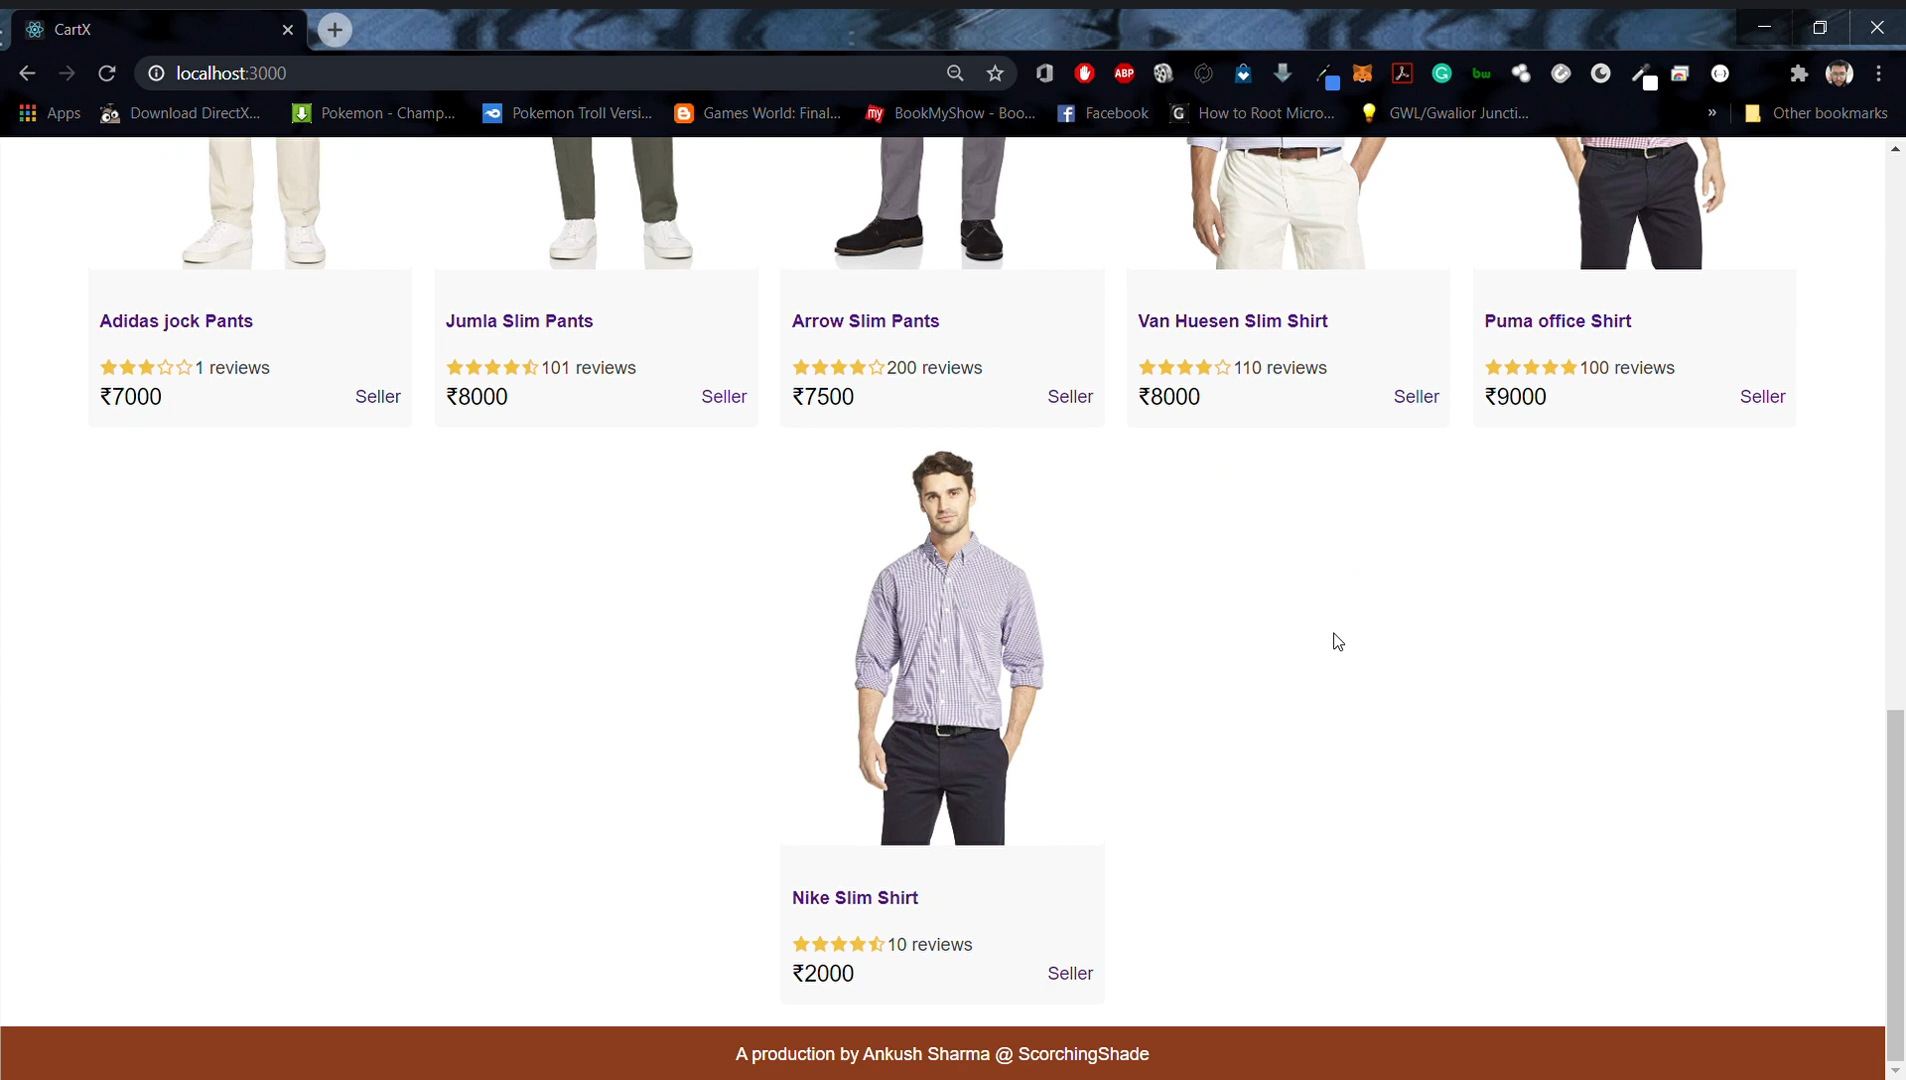 CartX
localhost:3000
ABP
bw
Apps
Download DirectX...
Pokemon - Champ...
Pokemon Troll Versi...
Games World: Final...
my
BookMyShow - Boo...
Facebook
G
How to Root Micro...
GWL/Gwalior Juncti...
»
Other bookmarks
Adidas jock Pants
1 reviews
₹7000
Seller
Jumla Slim Pants
101 reviews
₹8000
Seller
Arrow Slim Pants
200 reviews
₹7500
Seller
Van Huesen Slim Shirt
110 reviews
₹8000
Seller
Puma office Shirt
100 reviews
₹9000
Seller
Nike Slim Shirt
10 reviews
₹2000
Seller
A production by Ankush Sharma @ ScorchingShade